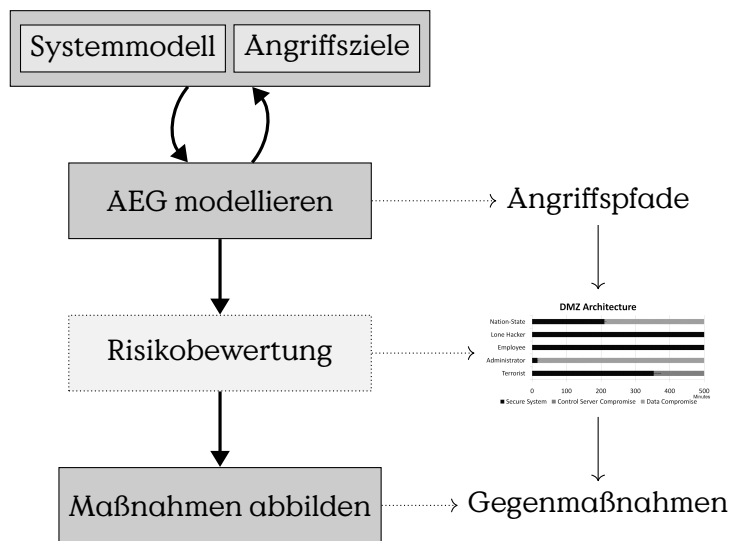 Systemmodell
Angriffsziele
AEG modellieren
Angriffspfade
Risikobewertung
DMZ Architecture
Nation-State
Lone Hacker
Employee
Administrator
Terrorist
0 100 200 300 400 500
Minutes
Secure System Control Server Compromise Data Compromise
Maßnahmen abbilden
Gegenmaßnahmen